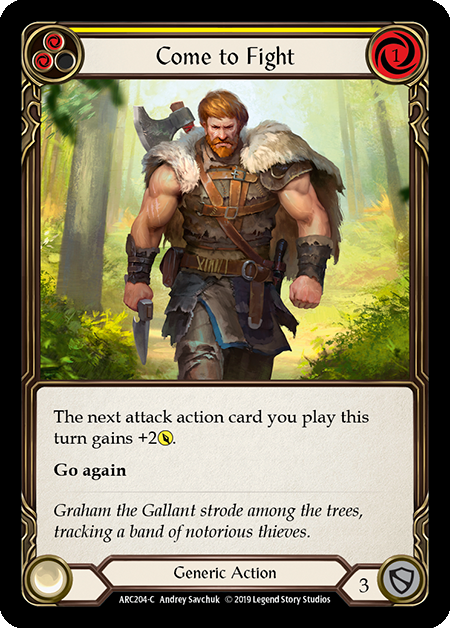 Come to Fight
1
The next attack action card you play this
turn gains +2.
Go again
Graham the Gallant strode among the trees,
tracking a band of notorious thieves.
Generic Action
3
ARC204-C Andrey Savchuk © 2019 Legend Story Studios